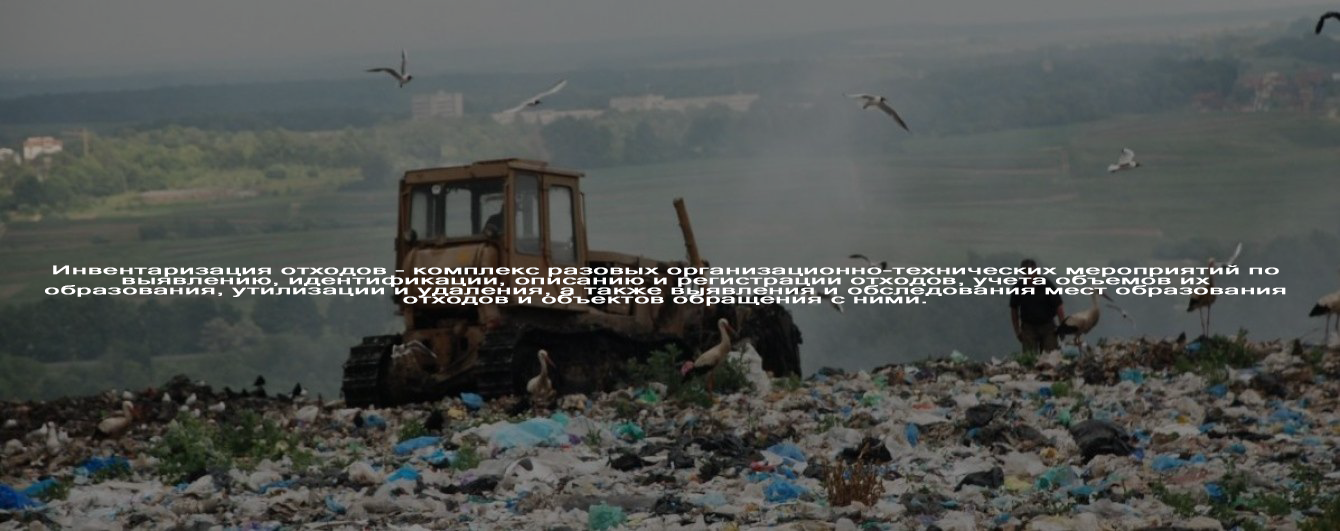 Инвентаризация отходов - комплекс разовых организационно-технических мероприятий по
выявлению, идентификации, описанию и регистрации отходов, учета объемов их
образования, утилизации и удаления, а также выявления и обследования мест образования
отходов и объектов обращения с ними.